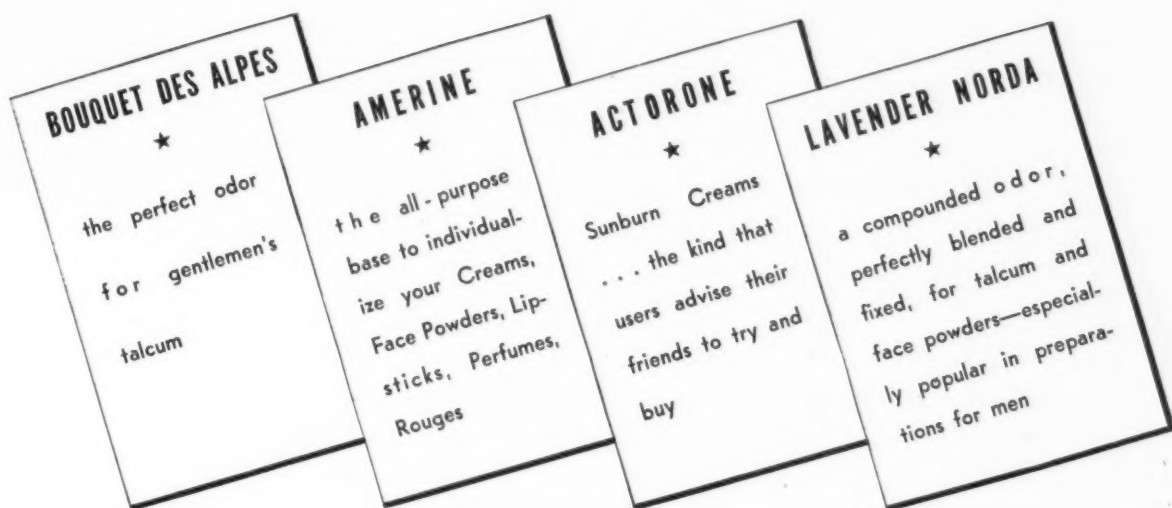 BOUQUET DES ALPES
★
the perfect odor
for gentlemen's
talcum
AMERINE
★
the all-purpose
base to individual-
ize your Creams,
Face Powders, Lip-
sticks, Perfumes,
Rouges
ACTORONE
★
Sunburn Creams
. . . the kind that
users advise their
friends to try and
buy
LAVENDER NORDA
★
a compounded odor,
perfectly blended and
fixed, for talcum and
face powders—especial-
ly popular in prepara-
tions for men